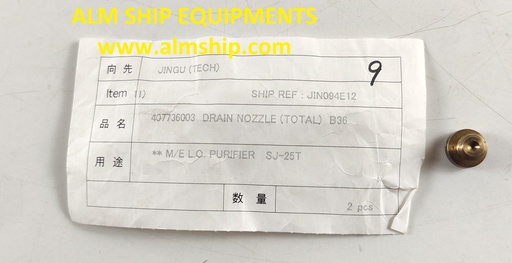 ALM SHIP EQUIPMENTS
www.almship.com
向先 JINGU (TECH) 9
Item (1) SHIP REF : JIN094E12
品名 407736003 DRAIN NOZZLE (TOTAL) B36
用途 ** M/E L.O. PURIFIER SJ-25T
数量 2 pcs